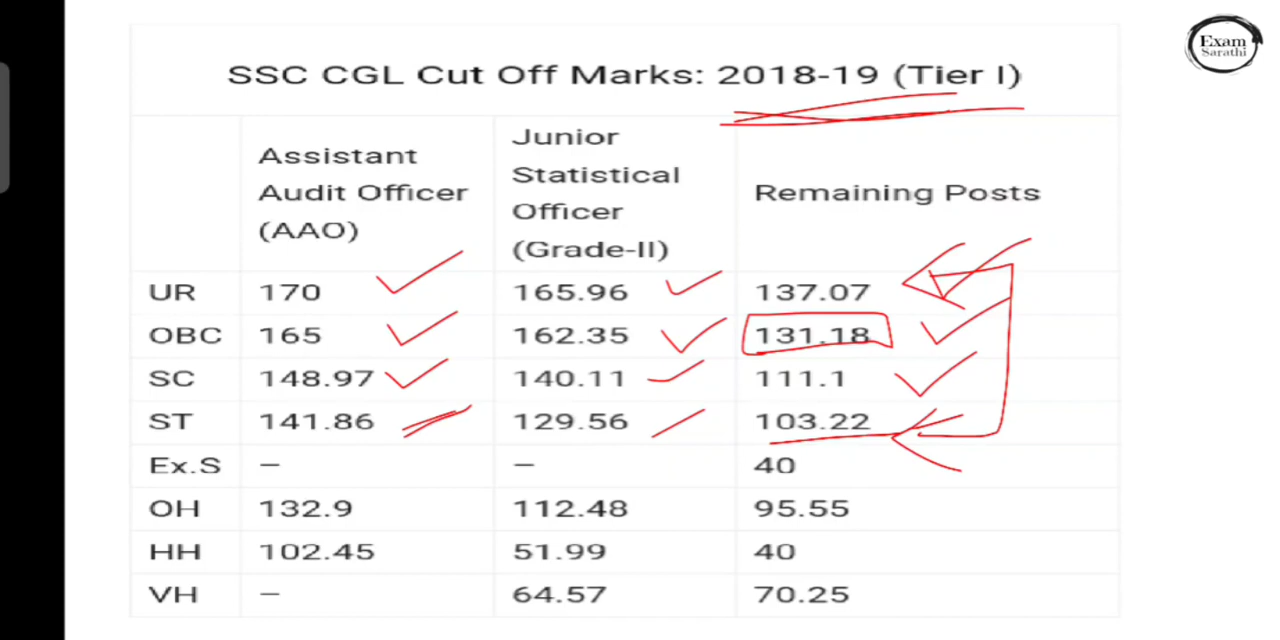 Exam
Sarathi
SSC CGL Cut Off Marks: 2018-19 (Tier I)
Assistant Audit Officer (AAO) Junior Statistical Officer (Grade-II) Remaining Posts
UR 170 165.96 137.07
OBC 165 162.35 131.18
SC 148.97 140.11 111.1
ST 141.86 129.56 103.22
Ex.S – – 40
OH 132.9 112.48 95.55
HH 102.45 51.99 40
VH – 64.57 70.25